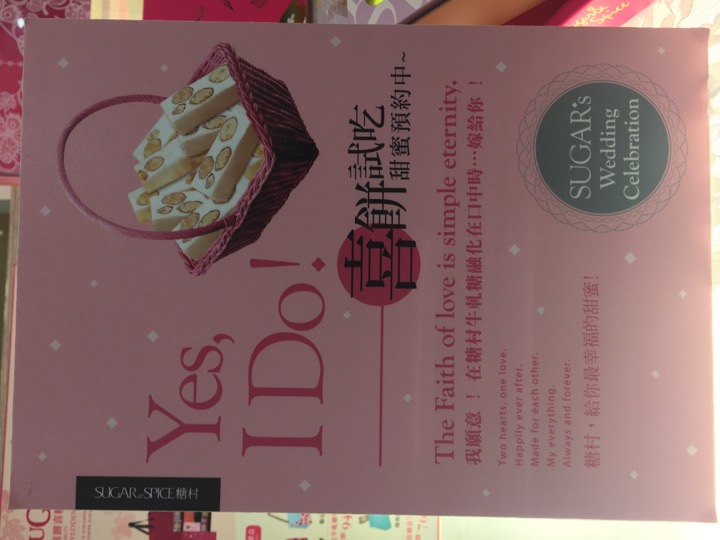 SUGAR & SPICE 糖村
Yes,
I Do!
喜餅試吃
甜蜜預約中~
The Faith of love is simple eternity.
我願意 ! 在糖村牛軋糖融化在口中時…嫁給你 !
Two hearts, one love.
Happily ever after.
Made for each other.
My everything.
Always and forever.
糖村，給你最幸福的甜蜜!
SUGAR's
Wedding
Celebration